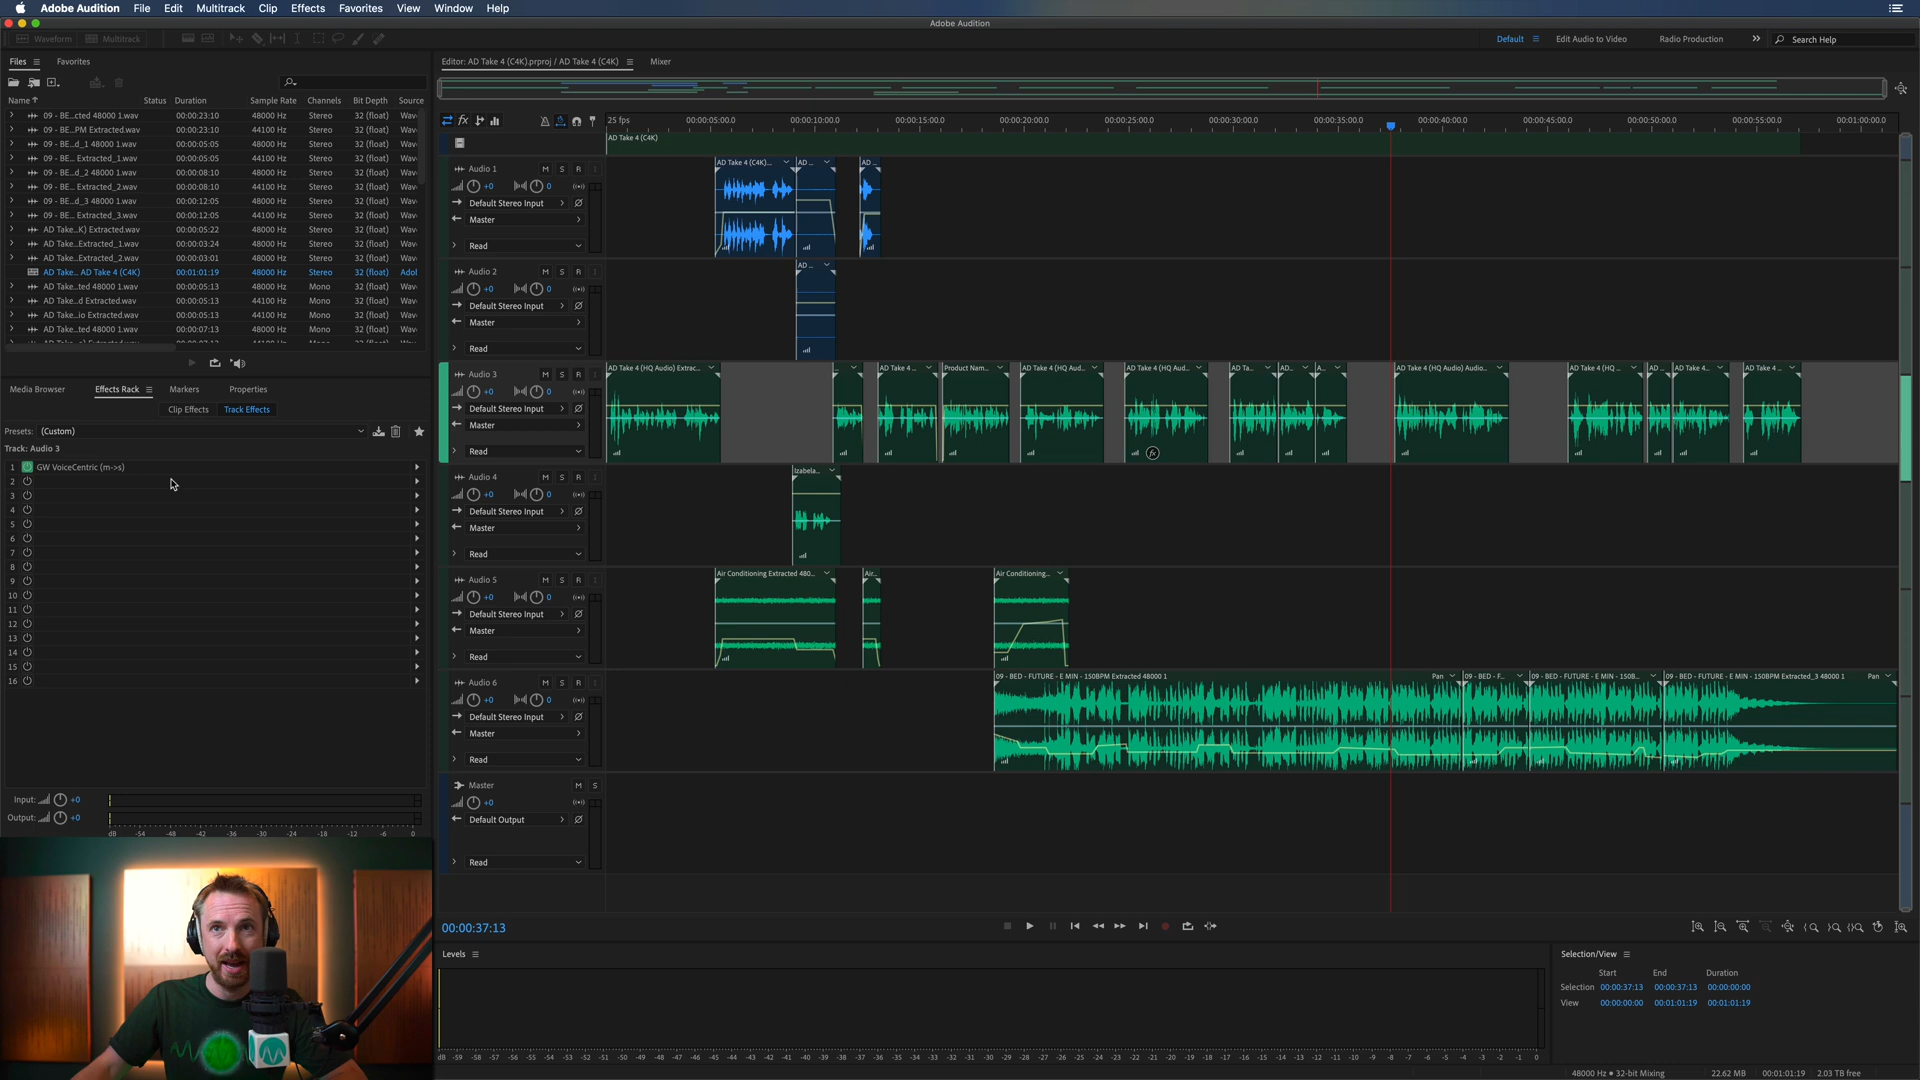 Adobe Audition File Edit Multitrack Clip Effects Favorites View Window Help
Adobe Audition
Waveform Multitrack Default Edit Audio to Video Radio Production Search Help
Files Favorites
Editor: AD Take 4 (C4K).prproj / AD Take 4 (C4K) Mixer
Name Status Duration Sample Rate Channels Bit Depth Source
09 - BE...cted 48000 1.wav 00:00:23:10 48000 Hz Stereo 32 (float) Wav
09 - BE...PM Extracted.wav 00:00:23:10 44100 Hz Stereo 32 (float) Wav
09 - BE...d_1 48000 1.wav 00:00:05:05 48000 Hz Stereo 32 (float) Wav
09 - BE... Extracted_1.wav 00:00:05:05 44100 Hz Stereo 32 (float) Wav
09 - BE...d_2 48000 1.wav 00:00:08:10 48000 Hz Stereo 32 (float) Wav
09 - BE... Extracted_2.wav 00:00:08:10 44100 Hz Stereo 32 (float) Wav
09 - BE...d_3 48000 1.wav 00:00:12:05 48000 Hz Stereo 32 (float) Wav
09 - BE... Extracted_3.wav 00:00:12:05 44100 Hz Stereo 32 (float) Wav
AD Take...K) Extracted.wav 00:00:05:22 48000 Hz Stereo 32 (float) Wav
AD Take...Extracted_1.wav 00:00:03:24 48000 Hz Stereo 32 (float) Wav
AD Take...Extracted_2.wav 00:00:03:01 48000 Hz Stereo 32 (float) Wav
AD Take... AD Take 4 (C4K) 00:01:01:19 48000 Hz Stereo 32 (float) Adol
AD Take...ted 48000 1.wav 00:00:05:13 48000 Hz Mono 32 (float) Wav
AD Take...d Extracted.wav 00:00:05:13 44100 Hz Mono 32 (float) Wav
AD Take...io Extracted.wav 00:00:05:13 44100 Hz Mono 32 (float) Wav
AD Take...ted 48000 1.wav 00:00:07:13 48000 Hz Mono 32 (float) Wav
Media Browser Effects Rack Markers Properties
Clip Effects Track Effects
Presets: (Custom)
Track: Audio 3
1 GW VoiceCentric (m->s)
2
3
4
5
6
7
8
9
10
11
12
13
14
15
16
Input: +0
Output: +0
dB -54 -48 -42 -36 -30 -24 -18 -12 -6 0
fx 25 fps 00:00:05:00.0 00:00:10:00.0 00:00:15:00.0 00:00:20:00.0 00:00:25:00.0 00:00:30:00.0 00:00:35:00.0 00:00:40:00.0 00:00:45:00.0 00:00:50:00.0 00:00:55:00.0 00:01:00:00.0
AD Take 4 (C4K)
Audio 1 M S R I
+0 0
Default Stereo Input
Master
Read
AD Take 4 (C4K)... AD ... AD ...
Audio 2 M S R I
+0 0
Default Stereo Input
Master
Read
AD ...
Audio 3 M S R I
+0 0
Default Stereo Input
Master
Read
AD Take 4 (HQ Audio) Extrac... ... AD Take 4 ... Product Nam... AD Take 4 (HQ Aud... AD Take 4 (HQ Aud... AD Ta... AD... A... AD Take 4 (HQ Audio) Audio... AD Take 4 (HQ ... AD ... AD Take 4... AD Take 4 ...
fx
Audio 4 M S R I
+0 0
Default Stereo Input
Master
Read
Izabela...
Audio 5 M S R I
+0 0
Default Stereo Input
Master
Read
Air Conditioning Extracted 480... Air... Air Conditioning...
Audio 6 M S R I
+0 0
Default Stereo Input
Master
Read
09 - BED - FUTURE - E MIN - 150BPM Extracted 48000 1 Pan 09 - BED - F... 09 - BED - FUTURE - E MIN - 150B... 09 - BED - FUTURE - E MIN - 150BPM Extracted_3 48000 1 Pan
Master M S
+0
Default Output
Read
00:00:37:13
Levels
dB -59 -58 -57 -56 -55 -54 -53 -52 -51 -50 -49 -48 -47 -46 -45 -44 -43 -42 -41 -40 -39 -38 -37 -36 -35 -34 -33 -32 -31 -30 -29 -28 -27 -26 -25 -24 -23 -22 -21 -20 -19 -18 -17 -16 -15 -14 -13 -12 -11 -10 -9 -8 -7 -6 -5 -4 -3 -2 -1 0
Selection/View
Start End Duration
Selection 00:00:37:13 00:00:37:13 00:00:00:00
View 00:00:00:00 00:01:01:19 00:01:01:19
48000 Hz • 32-bit Mixing 22.62 MB 00:01:01:19 2.03 TB free